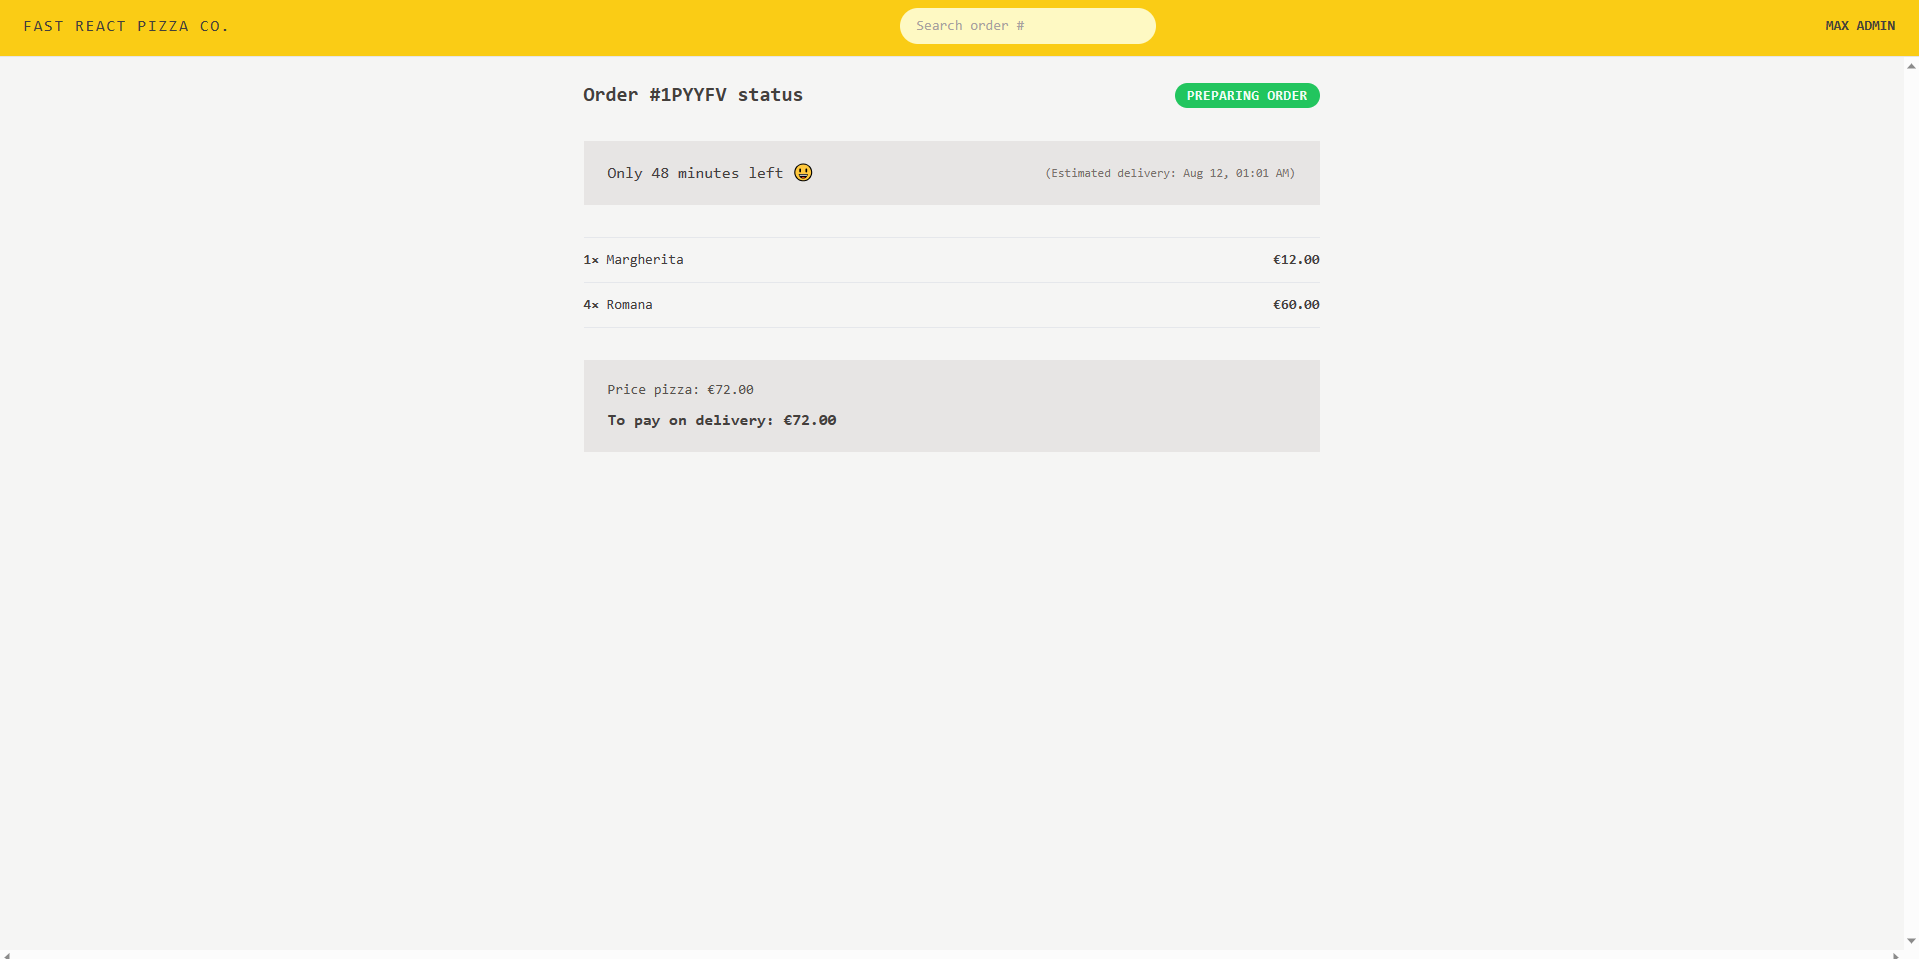 FAST REACT PIZZA CO.
Search order #
MAX ADMIN
Order #1PYYFV status
PREPARING ORDER
Only 48 minutes left 😃
(Estimated delivery: Aug 12, 01:01 AM)
1× Margherita
€12.00
4× Romana
€60.00
Price pizza: €72.00
To pay on delivery: €72.00